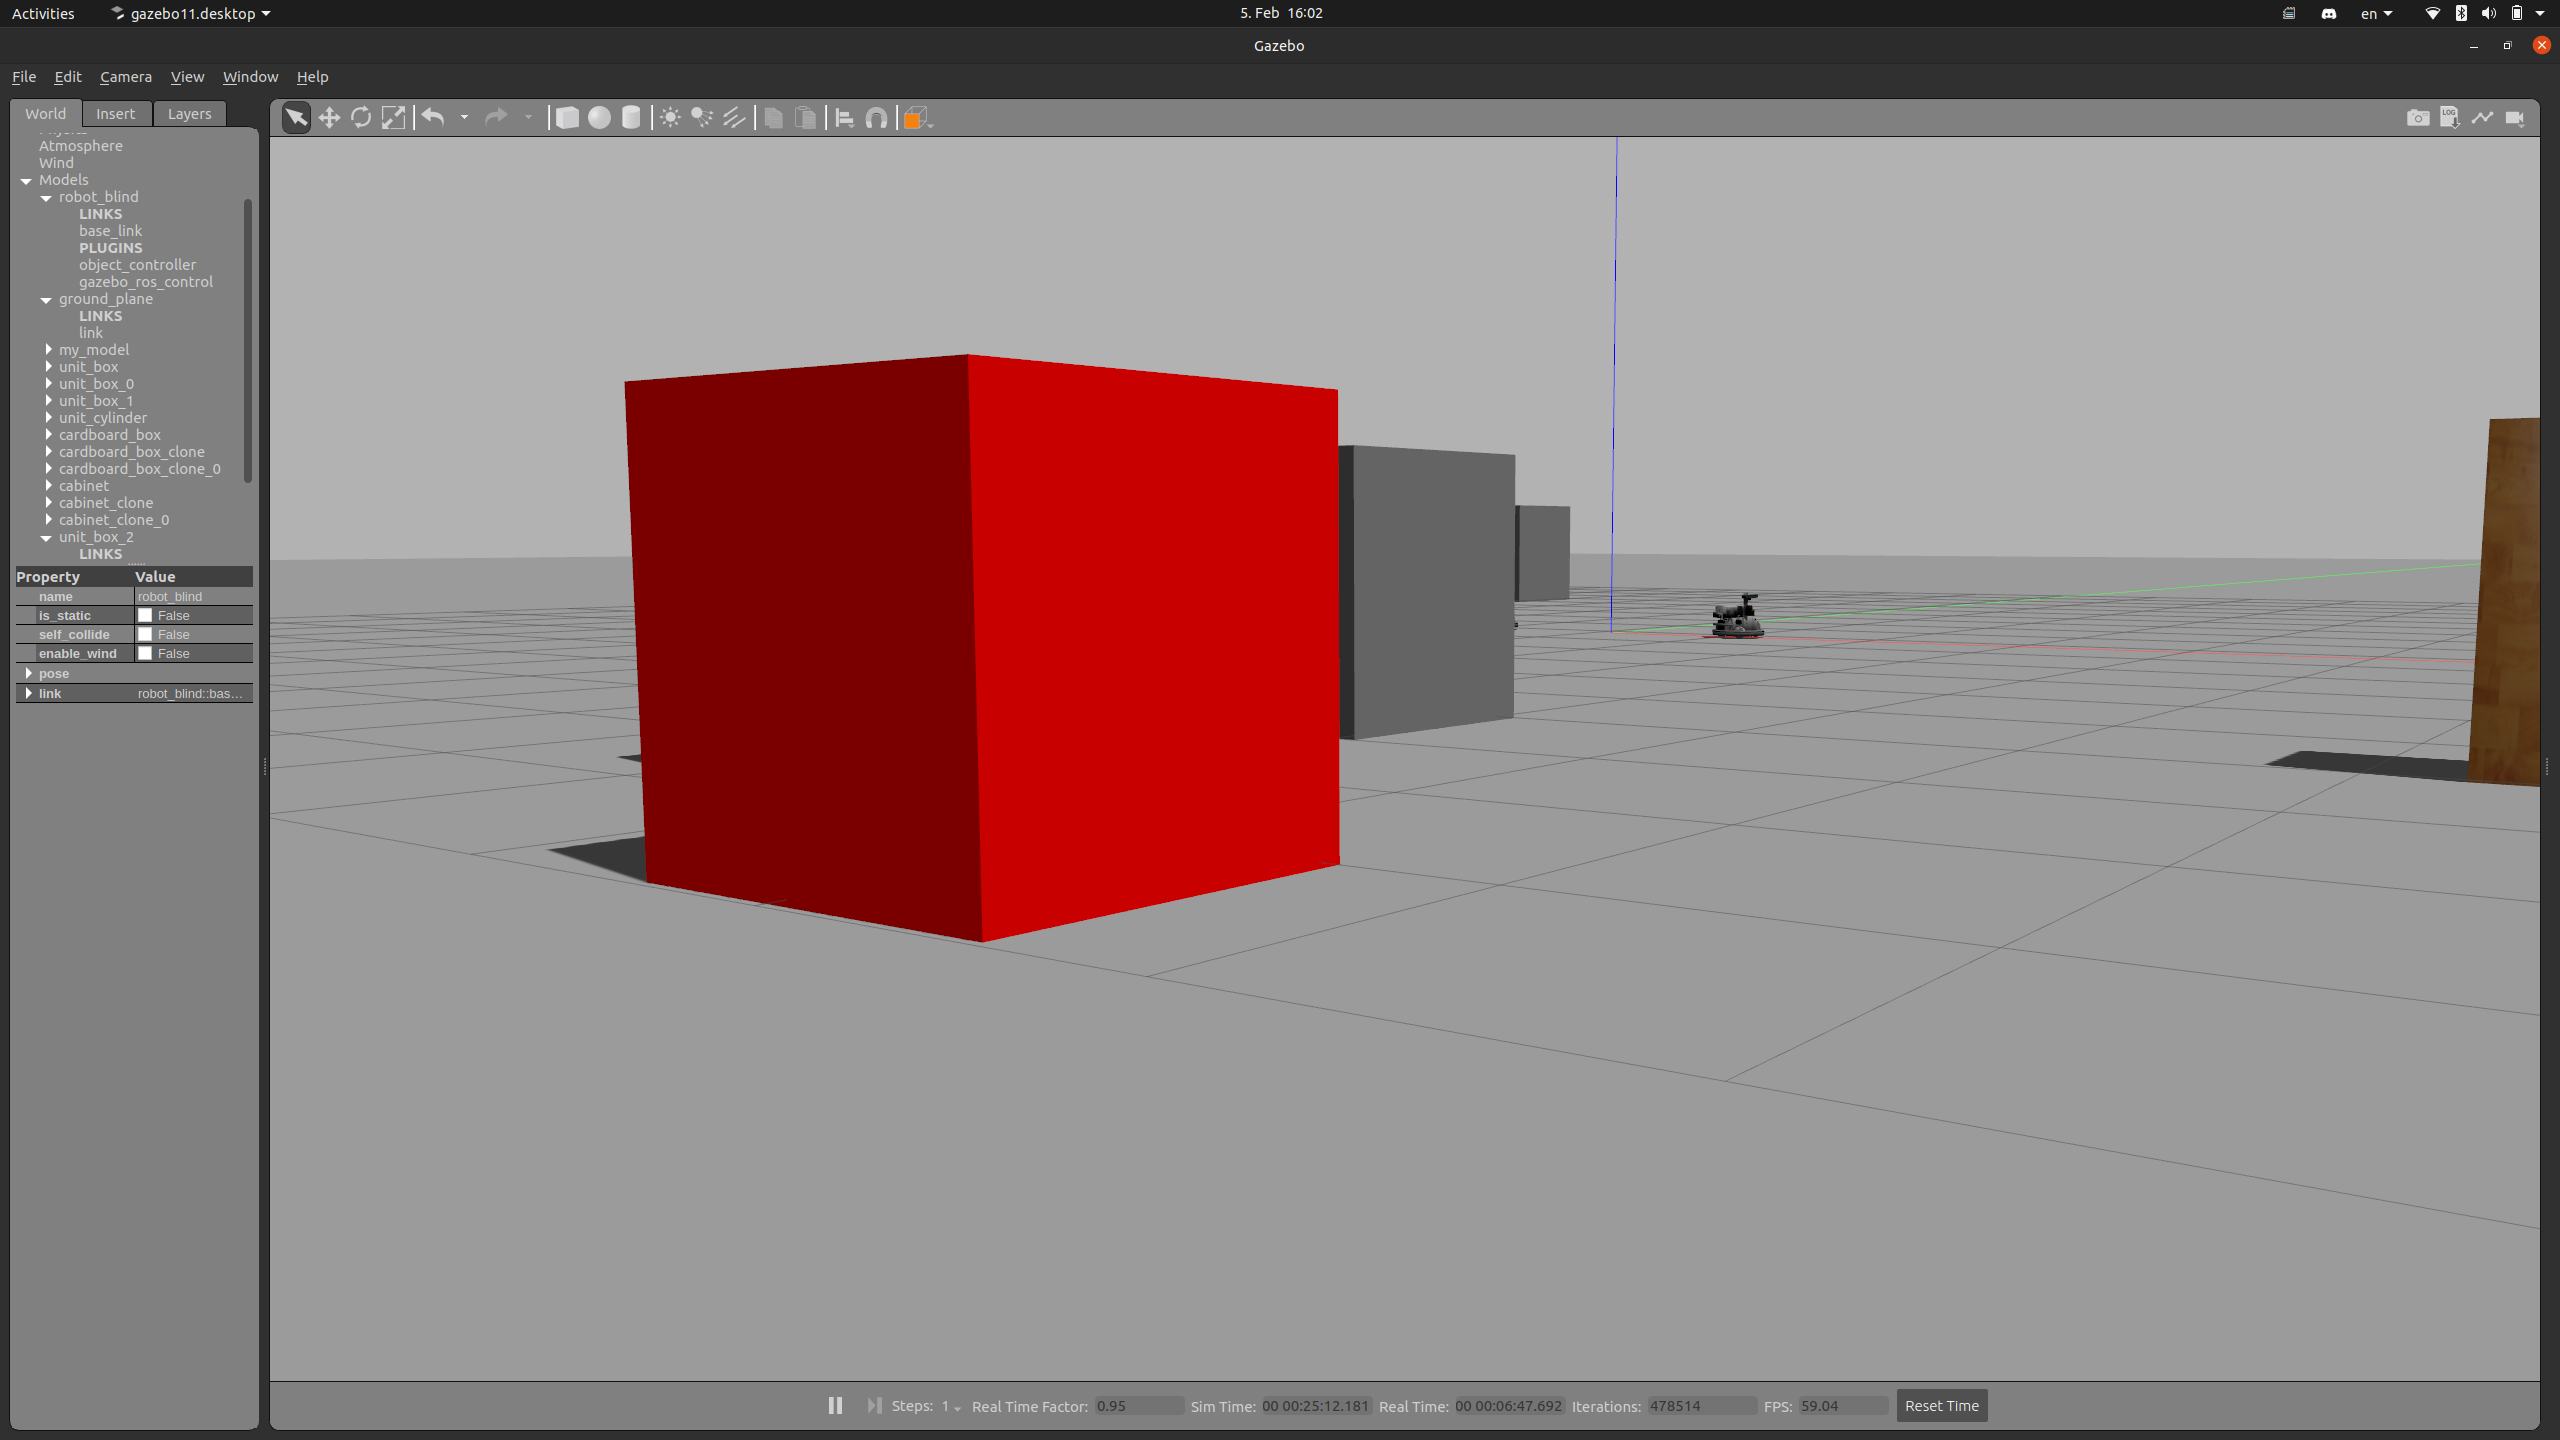 Activities gazebo11.desktop 5. Feb 16:02 en
Gazebo
File Edit Camera View Window Help
World Insert Layers
Atmosphere
Wind
Models
robot_blind
LINKS
base_link
PLUGINS
object_controller
gazebo_ros_control
ground_plane
LINKS
link
my_model
unit_box
unit_box_0
unit_box_1
unit_cylinder
cardboard_box
cardboard_box_clone
cardboard_box_clone_0
cabinet
cabinet_clone
cabinet_clone_0
unit_box_2
LINKS
Property Value
name robot_blind
is_static False
self_collide False
enable_wind False
pose
link robot_blind::bas...
LOG
Steps: 1 Real Time Factor: 0.95 Sim Time: 00 00:25:12.181 Real Time: 00 00:06:47.692 Iterations: 478514 FPS: 59.04 Reset Time